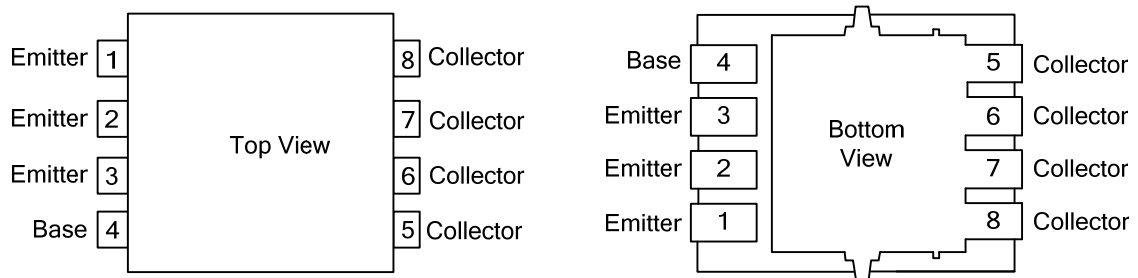 Emitter 1 8 Collector
Emitter 2 7 Collector
Top View
Emitter 3 6 Collector
Base 4 5 Collector
Base 4 5 Collector
Emitter 3 6 Collector
Bottom
View
Emitter 2 7 Collector
Emitter 1 8 Collector